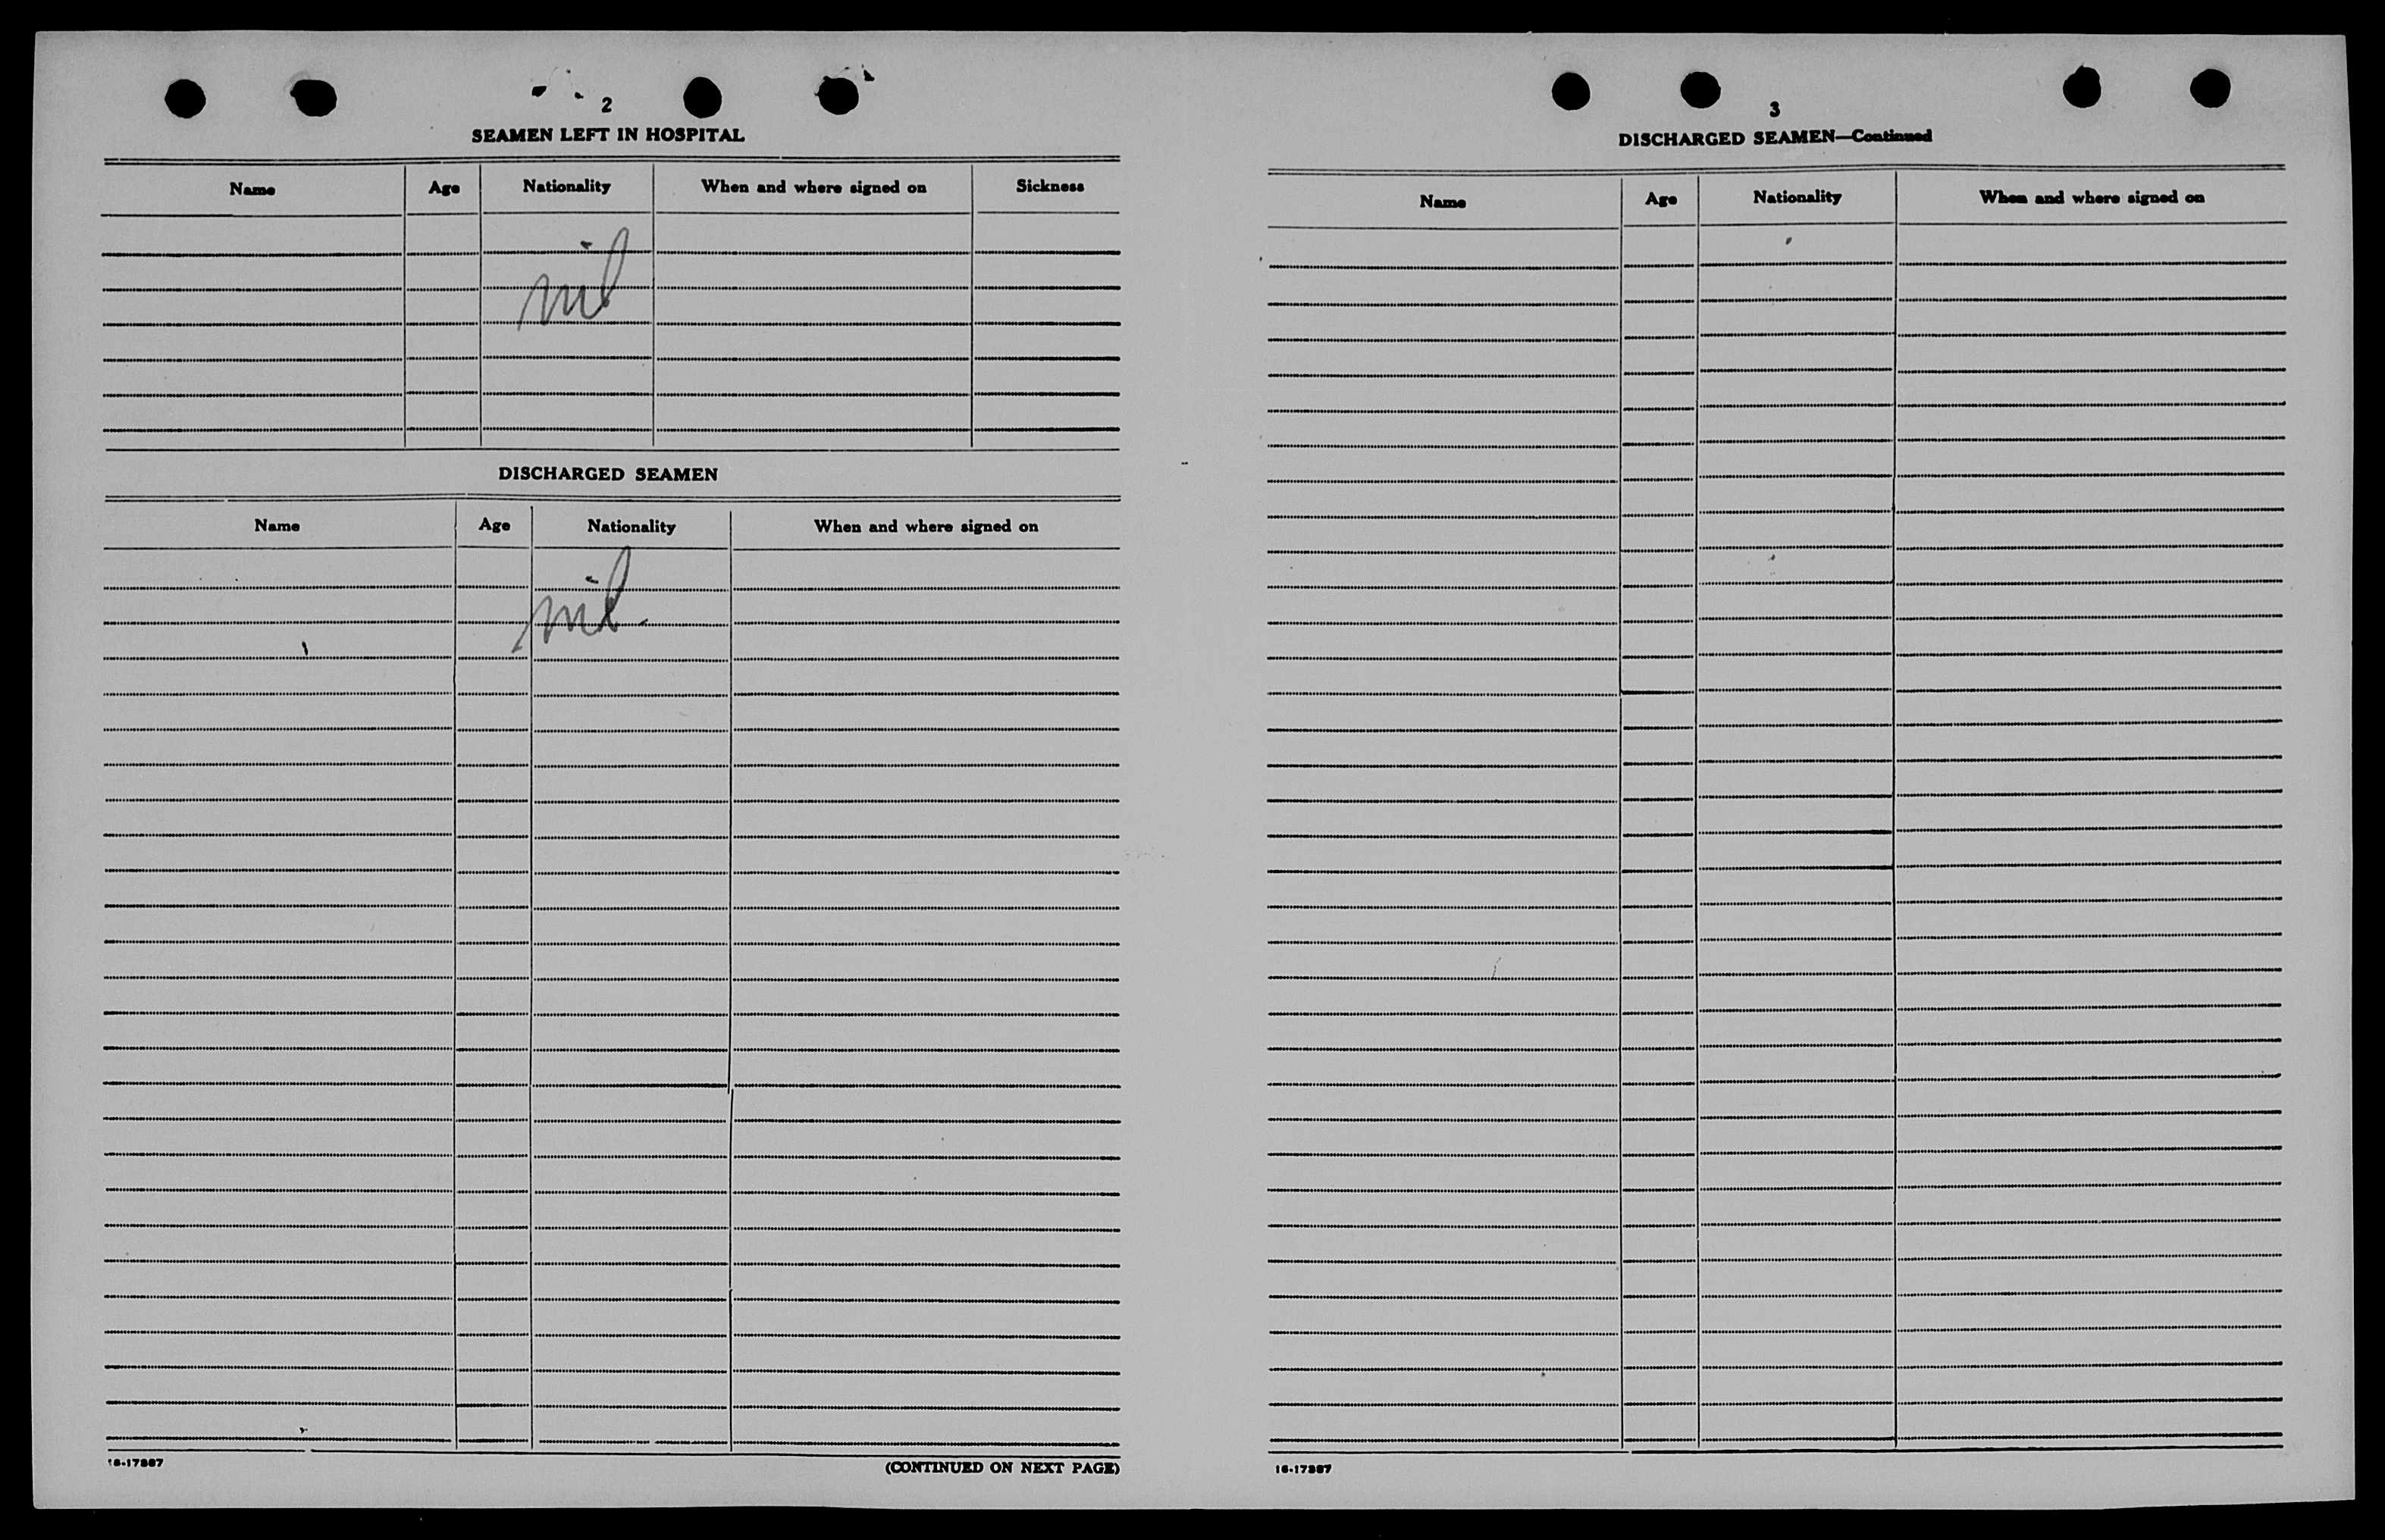 2
SEAMEN LEFT IN HOSPITAL
Name Age Nationality When and where signed on Sickness
nil
DISCHARGED SEAMEN
Name Age Nationality When and where signed on
nil
16-17887
(CONTINUED ON NEXT PAGE)
3
DISCHARGED SEAMEN—Continued
Name Age Nationality When and where signed on
16-17887